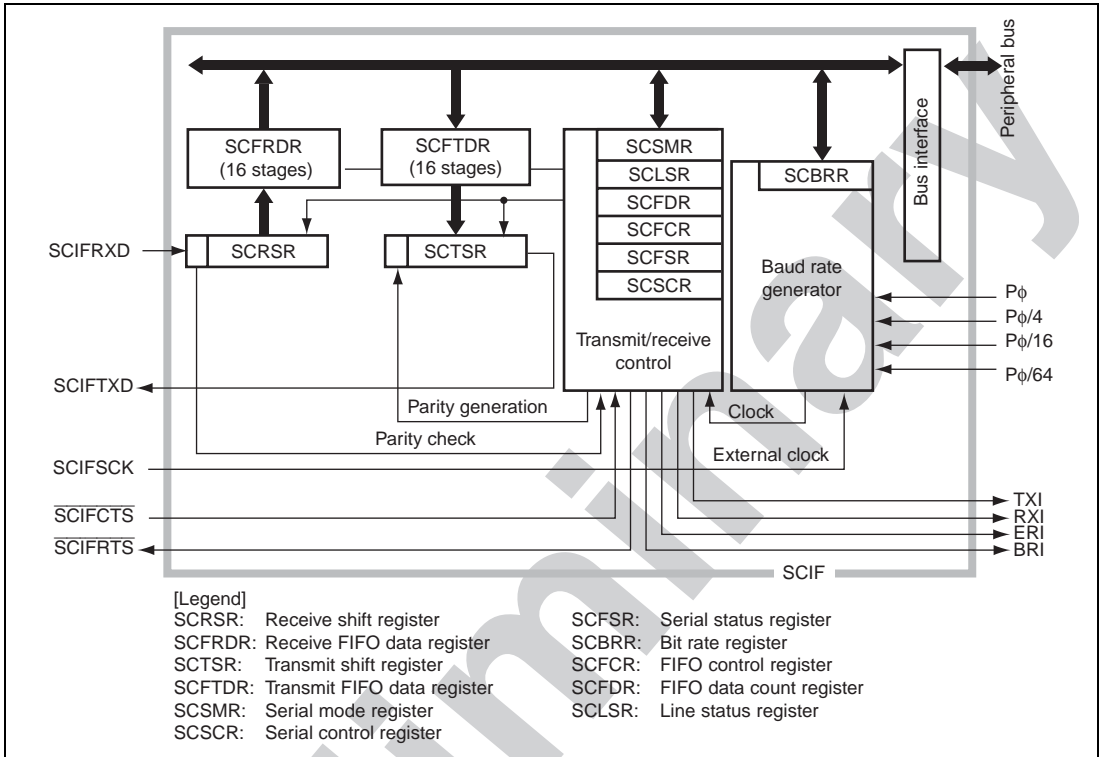 Peripheral bus
Bus interface
SCFRDR
(16 stages)
SCFTDR
(16 stages)
SCSMR
SCLSR
SCFDR
SCFCR
SCFSR
SCSCR
Transmit/receive
control
SCBRR
Baud rate
generator
SCIFRXD
SCRSR
SCTSR
Pϕ
Pϕ/4
Pϕ/16
Pϕ/64
SCIFTXD
Parity generation
Clock
Parity check
SCIFSCK
External clock
SCIFCTS
SCIFRTS
TXI
RXI
ERI
BRI
SCIF
[Legend]
SCRSR: Receive shift register
SCFRDR: Receive FIFO data register
SCTSR: Transmit shift register
SCFTDR: Transmit FIFO data register
SCSMR: Serial mode register
SCSCR: Serial control register
SCFSR: Serial status register
SCBRR: Bit rate register
SCFCR: FIFO control register
SCFDR: FIFO data count register
SCLSR: Line status register